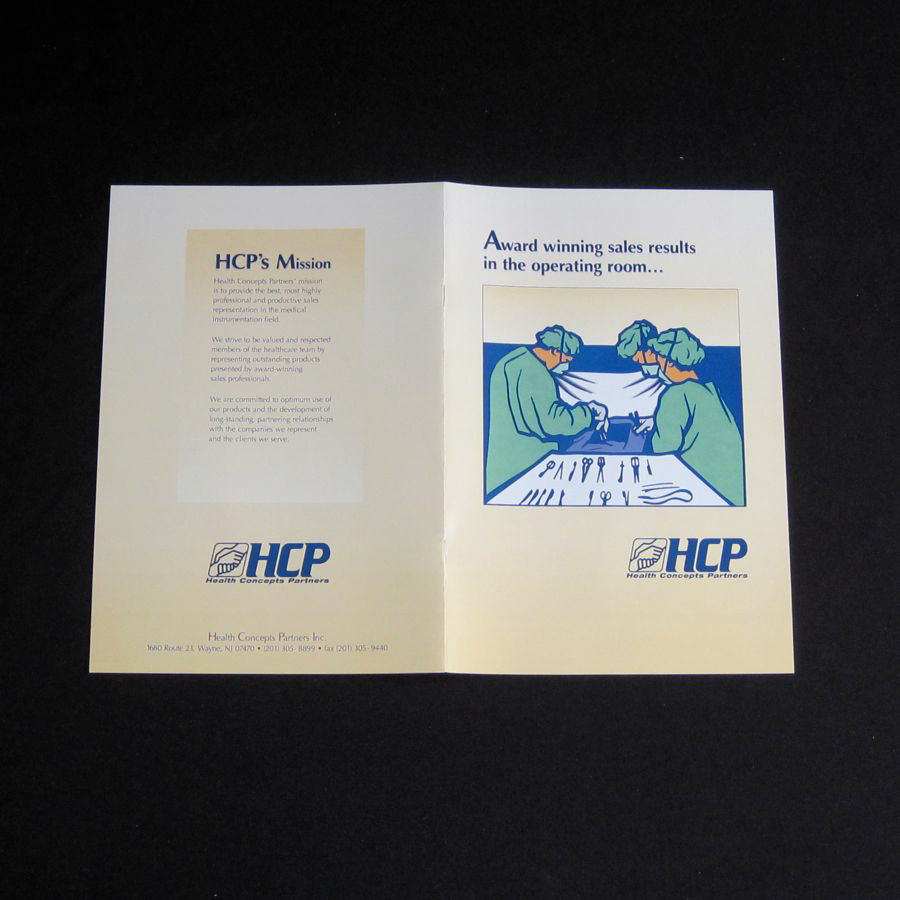 HCP's Mission
Health Concepts Partners' mission
is to provide the best, most highly
professional and productive sales
representation in the medical
instrumentation field.
We strive to be valued and respected
members of the healthcare team by
representing outstanding products
presented by award-winning
sales professionals.
We are committed to optimum use of
our products and the development of
long-standing, partnering relationships
with the companies we represent
and the clients we serve.
HCP
Health Concepts Partners
Health Concepts Partners Inc.
1680 Route 23, Wayne, NJ 07470 • (201) 305-8899 • fax (201) 305-9440
Award winning sales results
in the operating room...
HCP
Health Concepts Partners